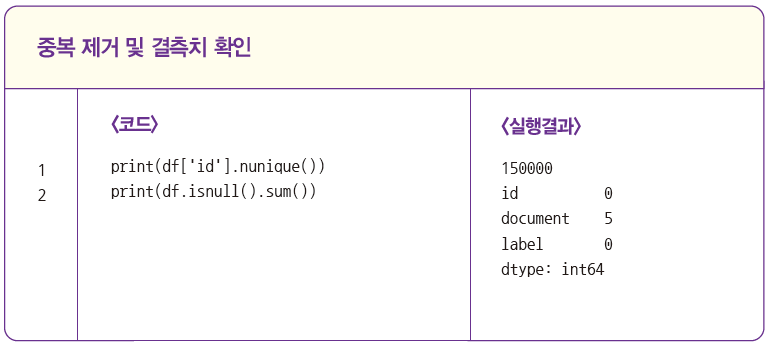 중복 제거 및 결측치 확인
<코드>
1 print(df['id'].nunique())
2 print(df.isnull().sum())
<실행결과>
150000
id 0
document 5
label 0
dtype: int64